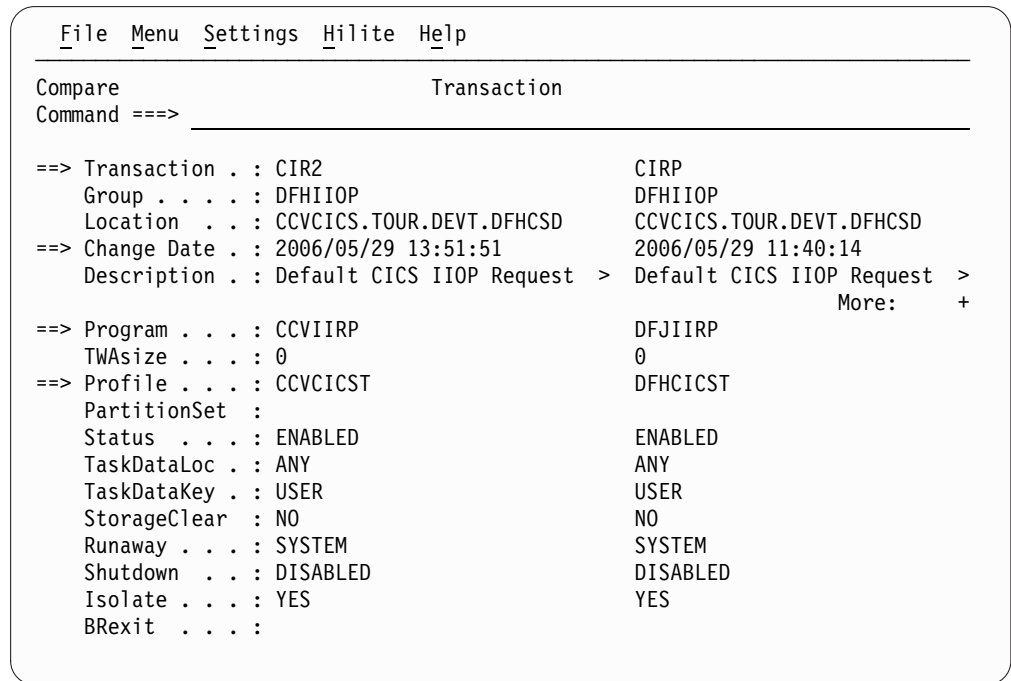 File Menu Settings Hilite Help
Compare Transaction
Command ===>
==> Transaction . : CIR2 CIRP
Group . . . . : DFHIIOP DFHIIOP
Location . . : CCVCICS.TOUR.DEVT.DFHCSD CCVCICS.TOUR.DEVT.DFHCSD
==> Change Date . : 2006/05/29 13:51:51 2006/05/29 11:40:14
Description . : Default CICS IIOP Request > Default CICS IIOP Request >
More: +
==> Program . . . : CCVIIRP DFJIIRP
TWAsize . . . : 0 0
==> Profile . . . : CCVCICST DFHCICST
PartitionSet :
Status . . . : ENABLED ENABLED
TaskDataLoc . : ANY ANY
TaskDataKey . : USER USER
StorageClear : NO NO
Runaway . . . : SYSTEM SYSTEM
Shutdown . . : DISABLED DISABLED
Isolate . . . : YES YES
BRexit . . . :